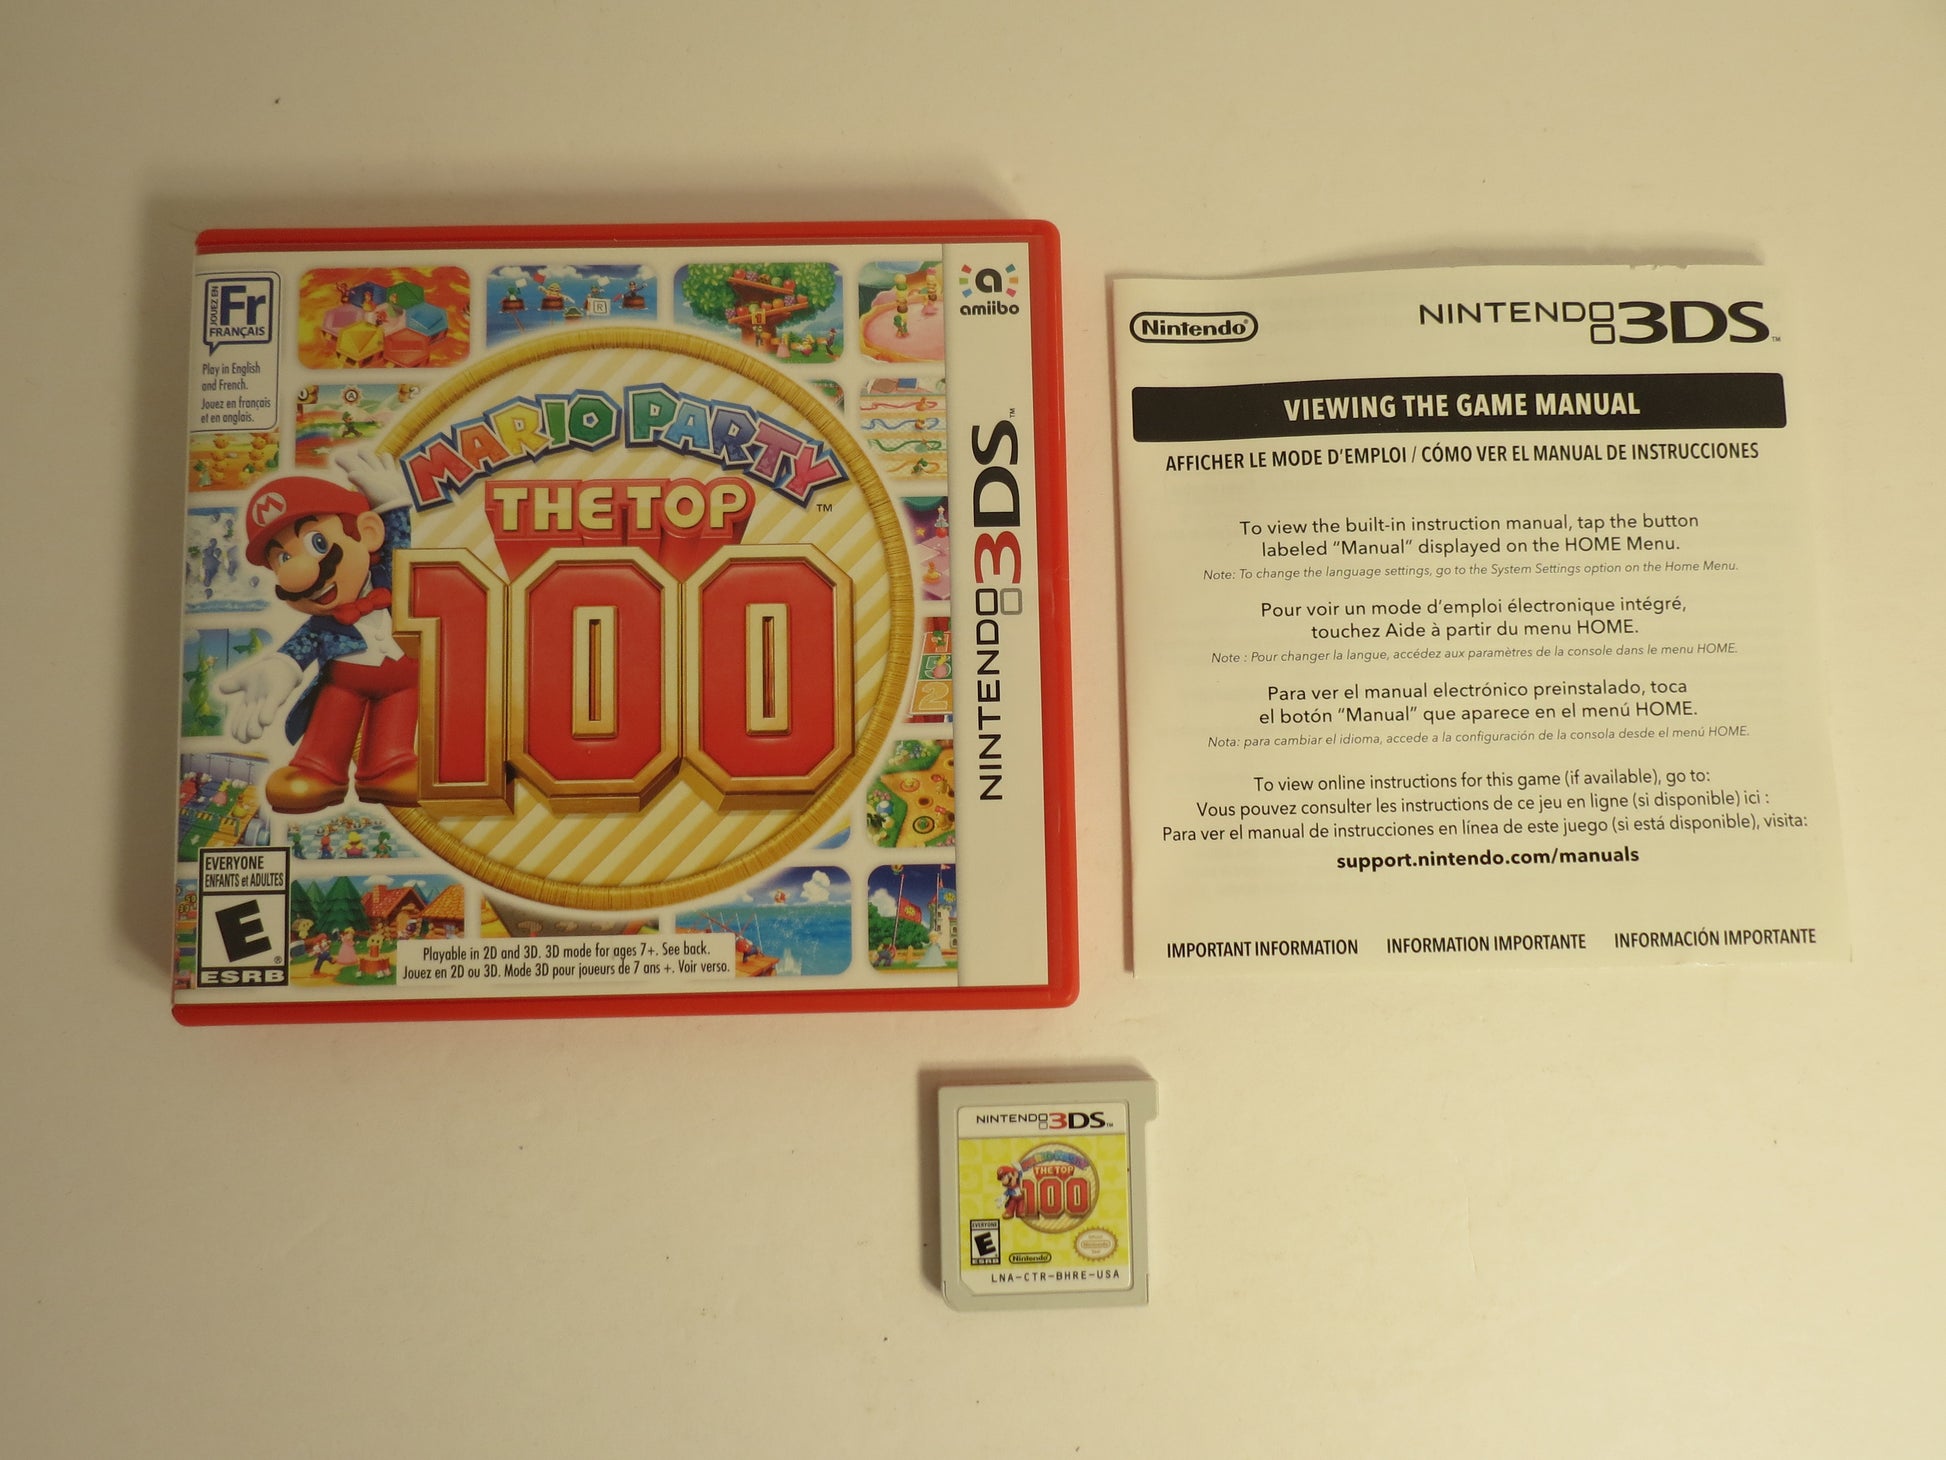 JOUEZ EN
Fr
FRANÇAIS
Play in English
and French.
Jouez en français
et en anglais.
MARIO PARTY™
THE TOP
100
M
a
amiibo
NINTENDO3DS™
EVERYONE
ENFANTS et ADULTES
E®
ESRB
Playable in 2D and 3D. 3D mode for ages 7+. See back.
Jouez en 2D ou 3D. Mode 3D pour joueurs de 7 ans +. Voir verso.
Nintendo®
NINTENDO3DS™
VIEWING THE GAME MANUAL
AFFICHER LE MODE D'EMPLOI / CÓMO VER EL MANUAL DE INSTRUCCIONES
To view the built-in instruction manual, tap the button
labeled “Manual” displayed on the HOME Menu.
Note: To change the language settings, go to the System Settings option on the Home Menu.
Pour voir un mode d’emploi électronique intégré,
touchez Aide à partir du menu HOME.
Note : Pour changer la langue, accédez aux paramètres de la console dans le menu HOME.
Para ver el manual electrónico preinstalado, toca
el botón “Manual” que aparece en el menú HOME.
Nota: para cambiar el idioma, accede a la configuración de la consola desde el menú HOME.
To view online instructions for this game (if available), go to:
Vous pouvez consulter les instructions de ce jeu en ligne (si disponible) ici :
Para ver el manual de instrucciones en línea de este juego (si está disponible), visita:
support.nintendo.com/manuals
IMPORTANT INFORMATION INFORMATION IMPORTANTE INFORMACIÓN IMPORTANTE
NINTENDO3DS™
MARIO PARTY
THE TOP
100
EVERYONE
E
ESRB
Nintendo®
Official
Nintendo
Seal
LNA-CTR-BHRE-USA